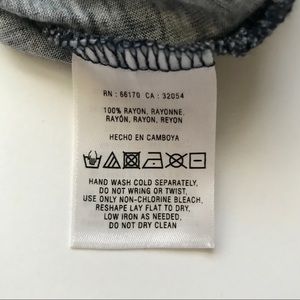 RN : 66170 CA : 32054
100% RAYON, RAYONNE,
RAYÓN, RAYON, REYON
HECHO EN CAMBOYA
HAND WASH COLD SEPARATELY,
DO NOT WRING OR TWIST,
USE ONLY NON-CHLORINE BLEACH.
RESHAPE LAY FLAT TO DRY,
LOW IRON AS NEEDED,
DO NOT DRY CLEAN